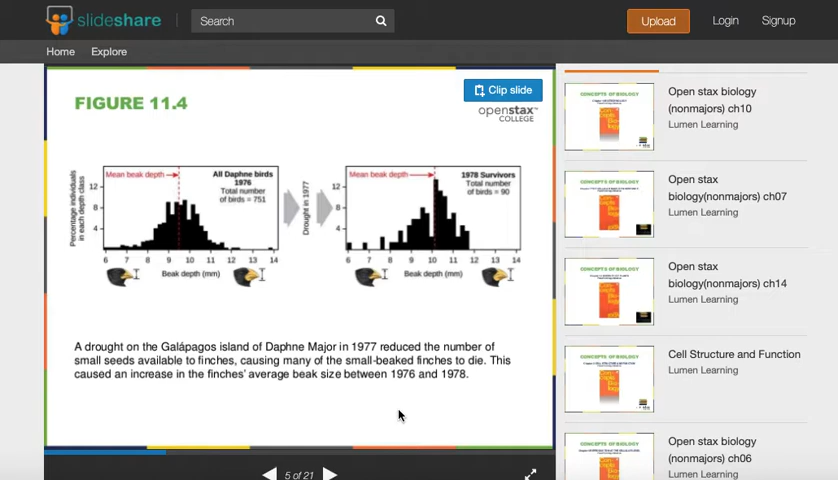 slideshare
Search
Upload
Login
Signup
Home
Explore
FIGURE 11.4
Clip slide
openstax™
COLLEGE
Percentage individuals
in each depth class
12
8
4
Mean beak depth
All Daphne birds
1976
Total number
of birds = 751
6 7 8 9 10 11 12 13 14
Beak depth (mm)
Drought in 1977
12
8
4
Mean beak depth
1978 Survivors
Total number
of birds = 90
6 7 8 9 10 11 12 13 14
Beak depth (mm)
A drought on the Galápagos island of Daphne Major in 1977 reduced the number of
small seeds available to finches, causing many of the small-beaked finches to die. This
caused an increase in the finches' average beak size between 1976 and 1978.
5 of 21
CONCEPTS OF BIOLOGY
Open stax biology
(nonmajors) ch10
Lumen Learning
CONCEPTS OF BIOLOGY
Open stax
biology(nonmajors) ch07
Lumen Learning
CONCEPTS OF BIOLOGY
Open stax
biology(nonmajors) ch14
Lumen Learning
CONCEPTS OF BIOLOGY
Cell Structure and Function
Lumen Learning
CONCEPTS OF BIOLOGY
Open stax biology
(nonmajors) ch06
Lumen Learning